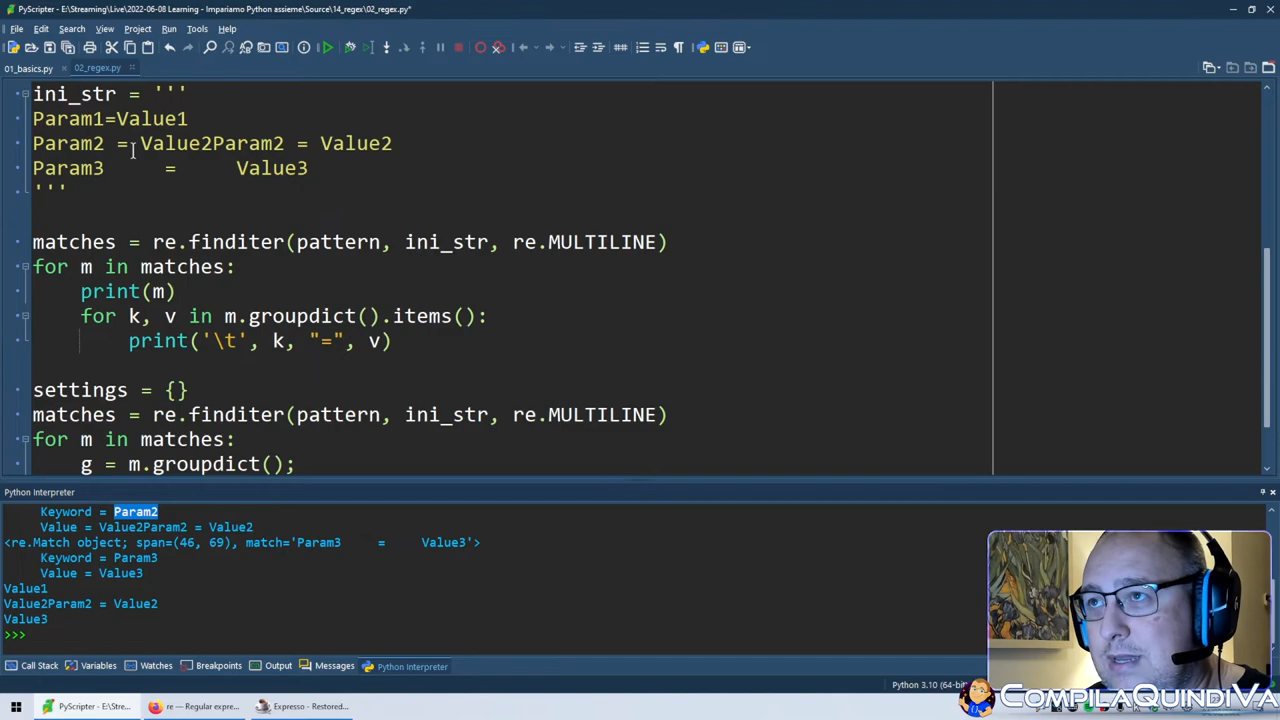 PyScripter - E:\Streaming\Live\2022-06-08 Learning - Impariamo Python assieme\Source\14_regex\02_regex.py*
File Edit Search View Project Run Tools Help
01_basics.py 02_regex.py
ini_str = '''
Param1=Value1
Param2 = Value2Param2 = Value2
Param3     =     Value3
'''
matches = re.finditer(pattern, ini_str, re.MULTILINE)
for m in matches:
print(m)
for k, v in m.groupdict().items():
print('\t', k, "=", v)
settings = {}
matches = re.finditer(pattern, ini_str, re.MULTILINE)
for m in matches:
g = m.groupdict();
Python Interpreter
Keyword = Param2
Value = Value2Param2 = Value2
<re.Match object; span=(46, 69), match='Param3     =     Value3'>
Keyword = Param3
Value = Value3
Value1
Value2Param2 = Value2
Value3
>>>
Call Stack Variables Watches Breakpoints Output Messages Python Interpreter
Python 3.10 (64-bit)
PyScripter - E:\Stre... re — Regular expre... Expresso - Restored...
COMPILAQUINDIVA